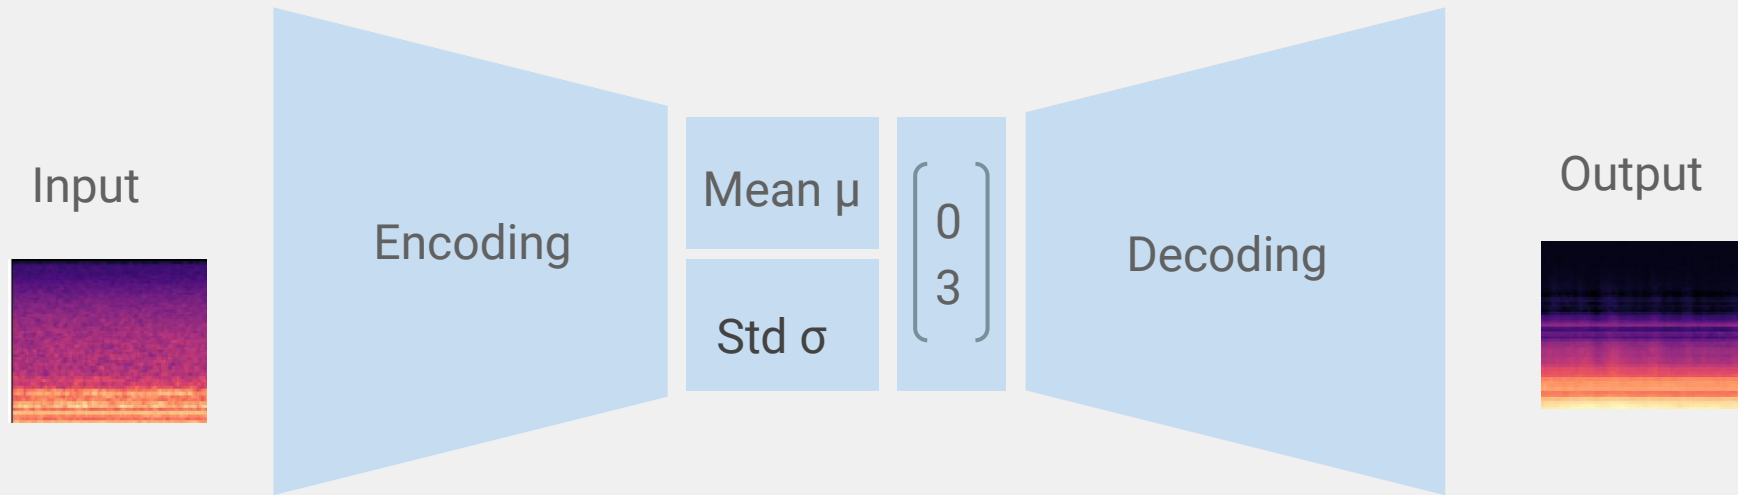 Input
Encoding
Mean μ
Std σ
0
3
Decoding
Output